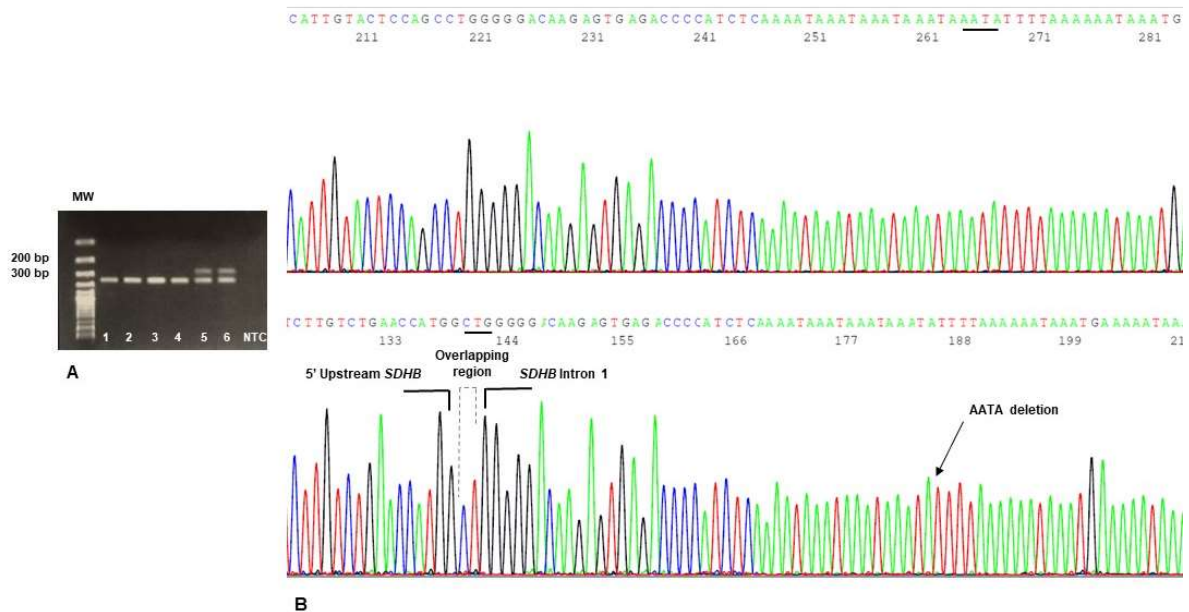 CATTGTACTCCAGCCTGGGGGACAAGAGTGAGACCCCATCTCAAAATAAATAAATAAATAAATATTTTAAAAAATAAATG
211 221 231 241 251 261 271 281
MW
200 bp
300 bp
1 2 3 4 5 6 NTC
A
TCTTGTCTGAACCATGGCTGGGGGACAAGAGTGAGACCCCATCTCAAAATAAATAAATAAATATTTTAAAAAATAAATGAAAAATAAA
133 144 155 166 177 188 199 21
5' Upstream SDHB
Overlapping
region
SDHB Intron 1
AATA deletion
B